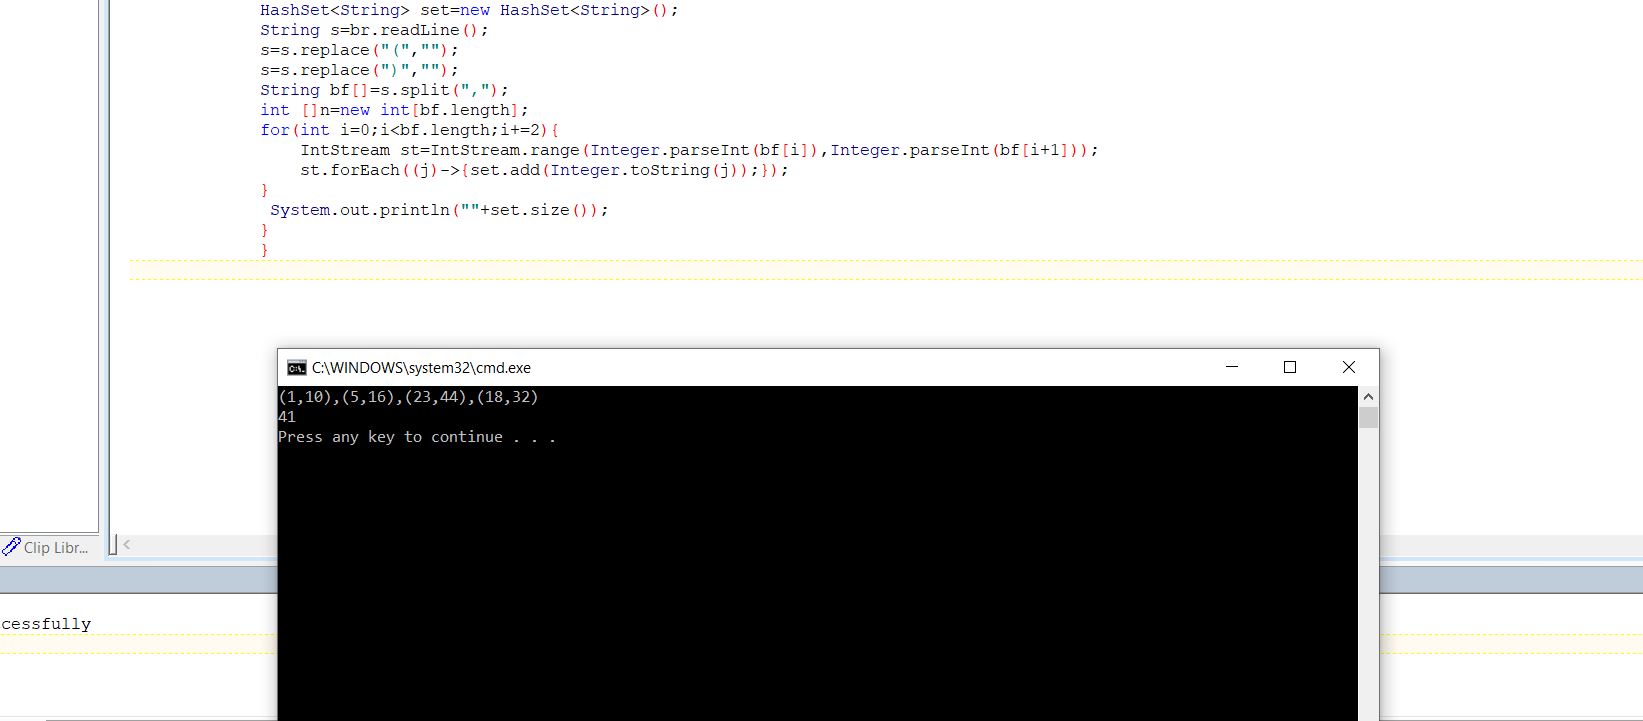 HashSet<String> set=new HashSet<String>();
String s=br.readLine();
s=s.replace("(","");
s=s.replace(")","");
String bf[]=s.split(",");
int []n=new int[bf.length];
for(int i=0;i<bf.length;i+=2){
IntStream st=IntStream.range(Integer.parseInt(bf[i]),Integer.parseInt(bf[i+1]));
st.forEach((j)->{set.add(Integer.toString(j));});
}
System.out.println(""+set.size());
}
}
C:\WINDOWS\system32\cmd.exe
(1,10),(5,16),(23,44),(18,32)
41
Press any key to continue . . .
Clip Libr...
cessfully